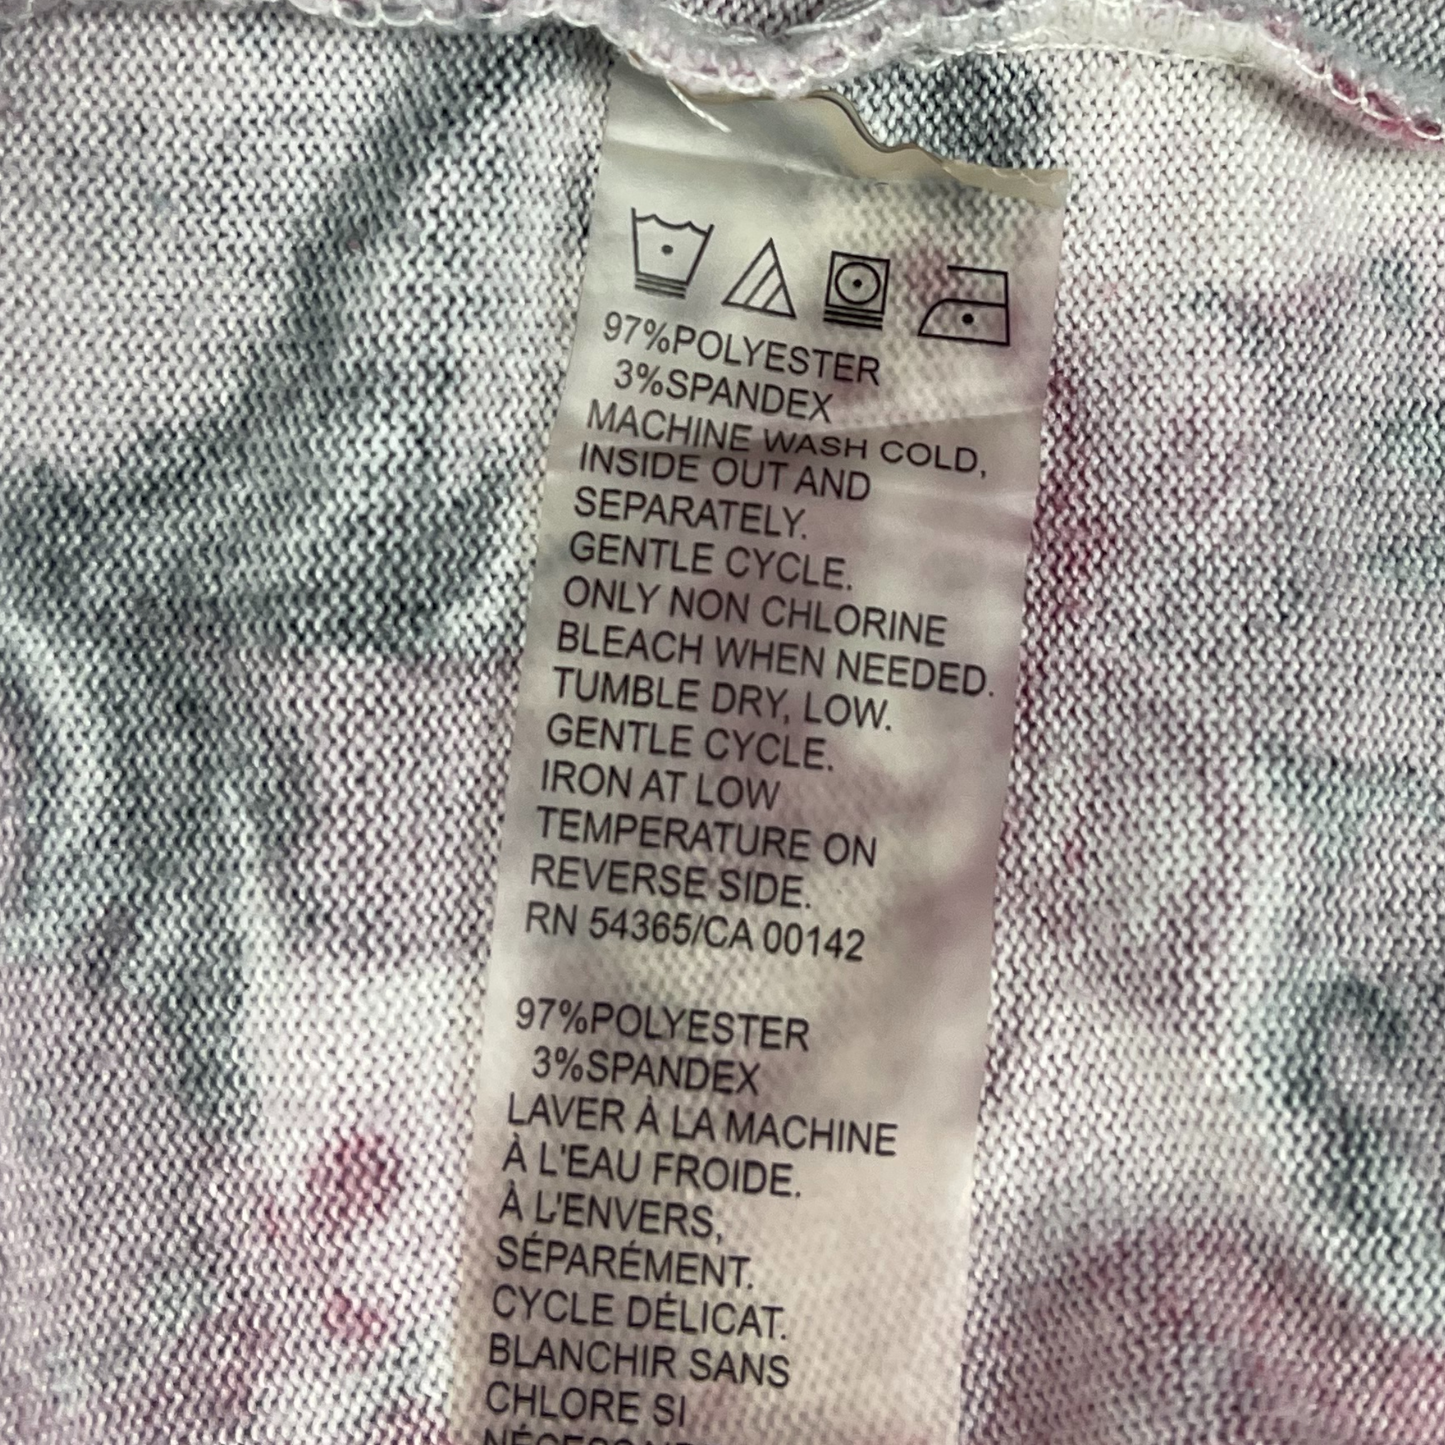 97%POLYESTER
3%SPANDEX
MACHINE WASH COLD,
INSIDE OUT AND
SEPARATELY.
GENTLE CYCLE.
ONLY NON CHLORINE
BLEACH WHEN NEEDED.
TUMBLE DRY, LOW.
GENTLE CYCLE.
IRON AT LOW
TEMPERATURE ON
REVERSE SIDE.
RN 54365/CA 00142
97%POLYESTER
3%SPANDEX
LAVER À LA MACHINE
À L'EAU FROIDE.
À L'ENVERS,
SÉPARÉMENT.
CYCLE DÉLICAT.
BLANCHIR SANS
CHLORE SI